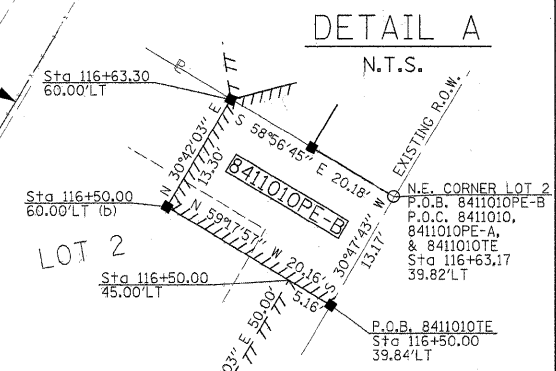 DETAIL A
N.T.S.
Sta 116+63.30
60.00'LT
P
S 58°56'45" E 20.18'
EXISTING R.O.W.
N 30°42'03" E
13.30'
8411010PE-B
N.E. CORNER LOT 2
P.O.B. 8411010PE-B
P.O.C. 8411010,
8411010PE-A,
& 8411010TE
Sta 116+63.17
39.82'LT
S 30°47'43" W
13.17'
Sta 116+50.00
60.00'LT (b)
N 59°17'57" W 20.16'
LOT 2
Sta 116+50.00
45.00'LT
5.16'
03" E 50.00'
P.O.B. 8411010TE
Sta 116+50.00
39.84'LT